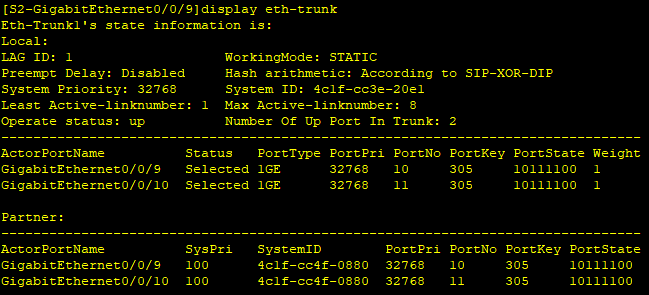 [S2-GigabitEthernet0/0/9]display eth-trunk
Eth-Trunk1's state information is:
Local:
LAG ID: 1 WorkingMode: STATIC
Preempt Delay: Disabled Hash arithmetic: According to SIP-XOR-DIP
System Priority: 32768 System ID: 4c1f-cc3e-20e1
Least Active-linknumber: 1 Max Active-linknumber: 8
Operate status: up Number Of Up Port In Trunk: 2
--------------------------------------------------------------------------------
ActorPortName Status PortType PortPri PortNo PortKey PortState Weight
GigabitEthernet0/0/9 Selected 1GE 32768 10 305 10111100 1
GigabitEthernet0/0/10 Selected 1GE 32768 11 305 10111100 1
Partner:
--------------------------------------------------------------------------------
ActorPortName SysPri SystemID PortPri PortNo PortKey PortState
GigabitEthernet0/0/9 100 4c1f-cc4f-0880 32768 10 305 10111100
GigabitEthernet0/0/10 100 4c1f-cc4f-0880 32768 11 305 10111100